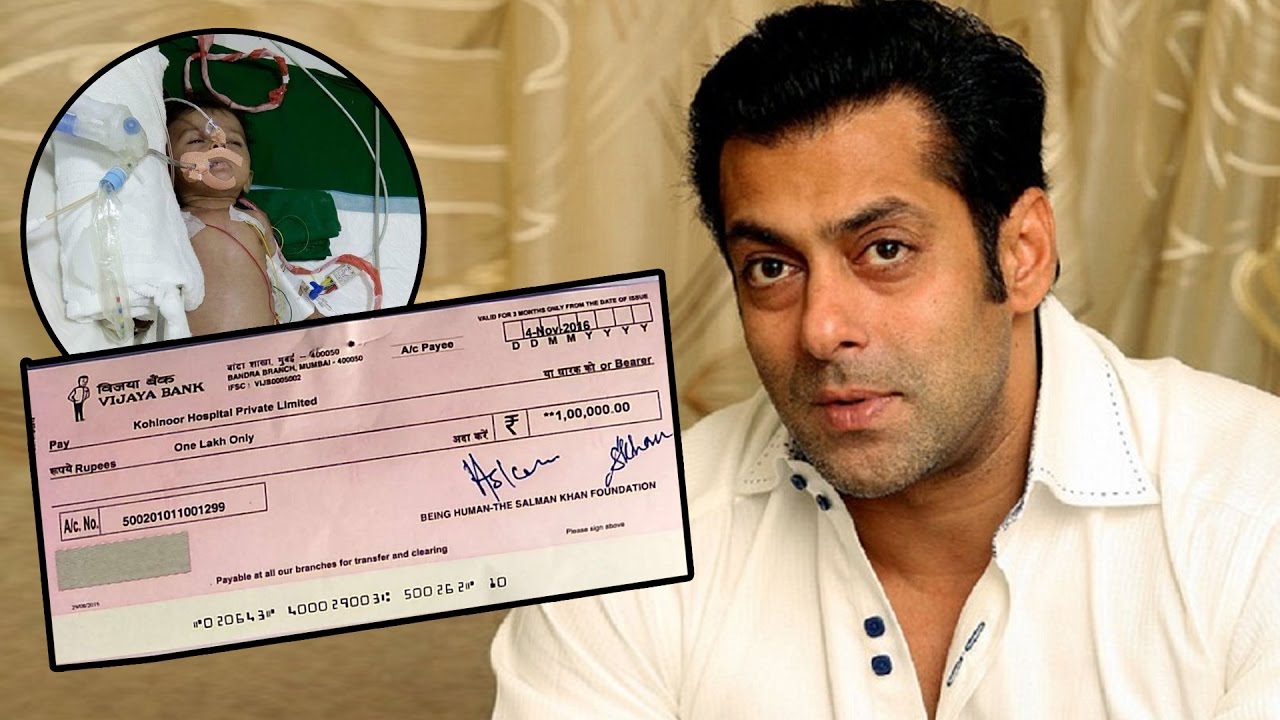 VALID FOR 3 MONTHS ONLY FROM THE DATE OF ISSUE
4-Nov-2016
D D M M Y Y Y Y
विजया बैंक
VIJAYA BANK
बांद्रा शाखा, मुंबई – 400050
BANDRA BRANCH, MUMBAI - 400050
IFSC : VIJB0005002
A/c Payee
Pay Kohinoor Hospital Private Limited या धारक को or Bearer
रूपये Rupees One Lakh Only अदा करें ₹ **1,00,000.00
A/c. No. 500201011001299
Skhan
BEING HUMAN-THE SALMAN KHAN FOUNDATION
Please sign above
Payable at all our branches for transfer and clearing
⑈020643⑈ 400029003⑆ 500262⑈ 10